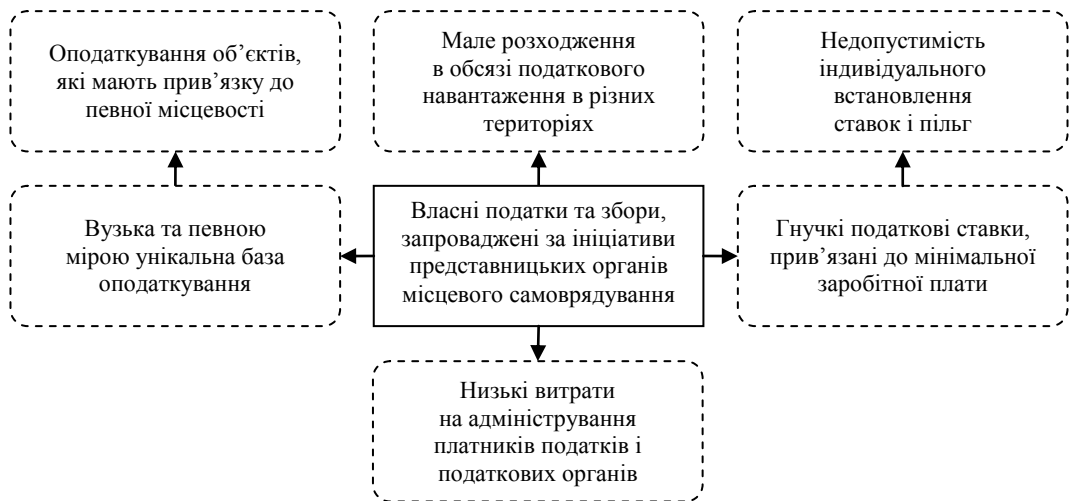 Оподаткування об’єктів,
які мають прив’язку до
певної місцевості
Мале розходження
в обсязі податкового
навантаження в різних
територіях
Недопустимість
індивідуального
встановлення
ставок і пільг
Вузька та певною
мірою унікальна база
оподаткування
Власні податки та збори,
запроваджені за ініціативи
представницьких органів
місцевого самоврядування
Гнучкі податкові ставки,
прив’язані до мінімальної
заробітної плати
Низькі витрати
на адміністрування
платників податків і
податкових органів